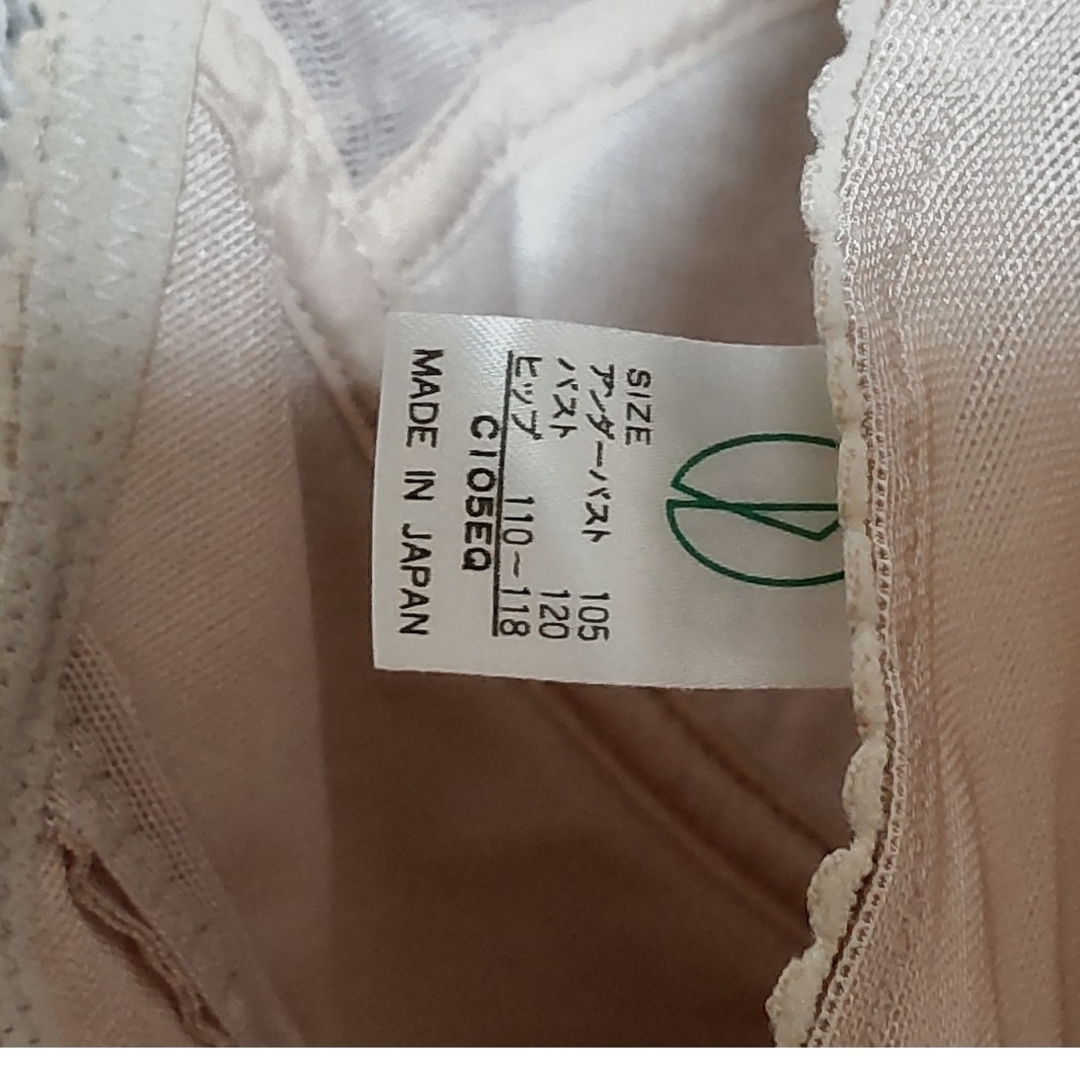 SIZE
アンダーバスト 105
バスト 120
ヒップ 110~118
C105EQ
MADE IN JAPAN